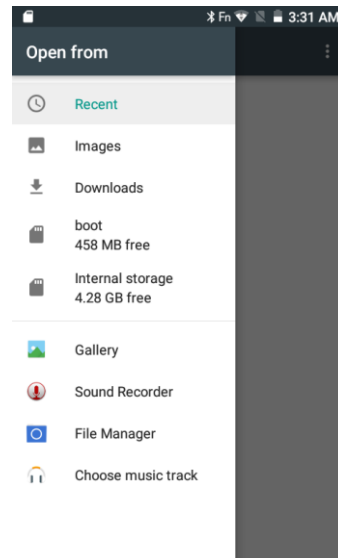 Fn 3:31 AM
Open from
Recent
Images
Downloads
boot
458 MB free
Internal storage
4.28 GB free
Gallery
Sound Recorder
File Manager
Choose music track